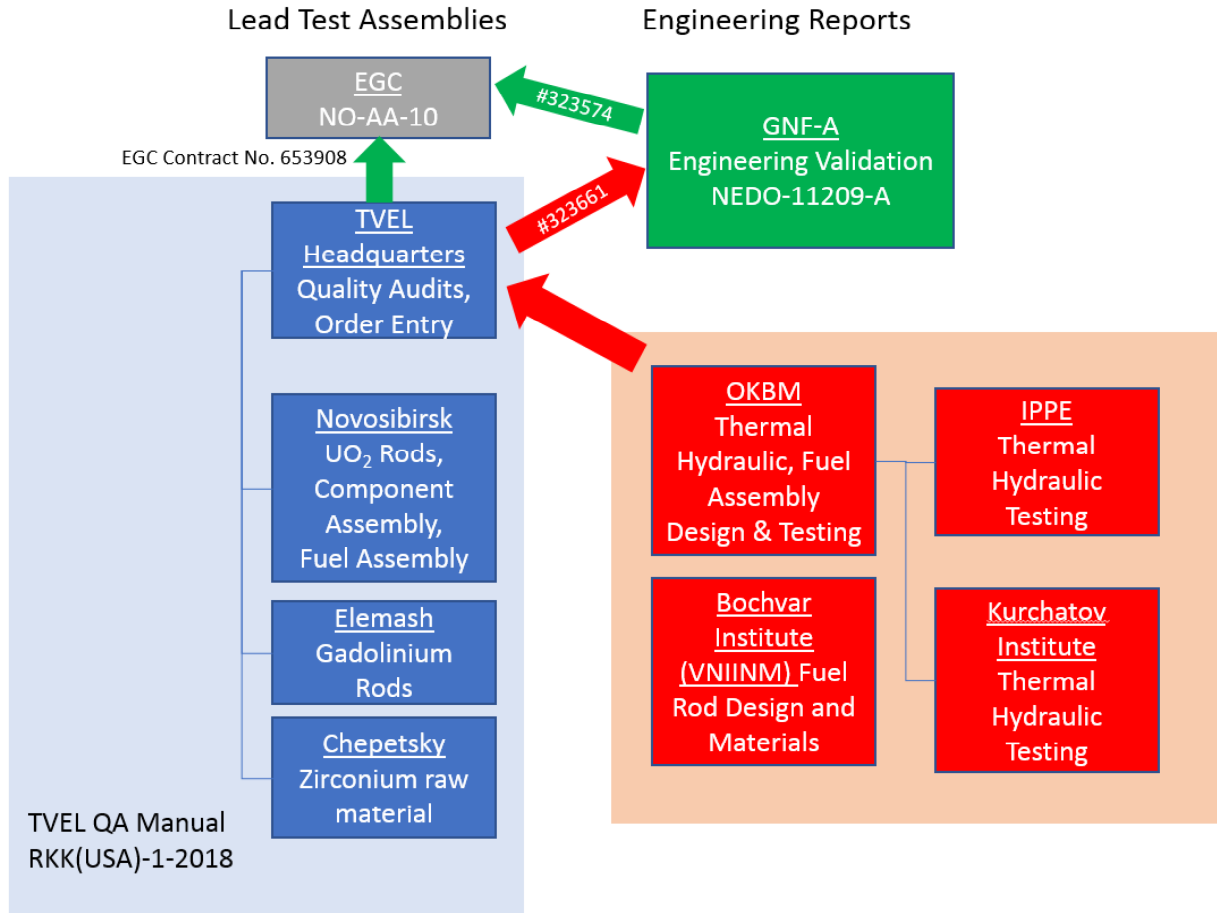 Lead Test Assemblies
Engineering Reports
EGC
NO-AA-10
#323574
GNF-A
Engineering Validation
NEDO-11209-A
EGC Contract No. 653908
#323661
TVEL
Headquarters
Quality Audits,
Order Entry
Novosibirsk
UO₂ Rods,
Component
Assembly,
Fuel Assembly
Elemash
Gadolinium
Rods
Chepetsky
Zirconium raw
material
TVEL QA Manual
RKK(USA)-1-2018
OKBM
Thermal
Hydraulic, Fuel
Assembly
Design & Testing
IPPE
Thermal
Hydraulic
Testing
Bochvar
Institute
(VNIINM) Fuel
Rod Design and
Materials
Kurchatov
Institute
Thermal
Hydraulic
Testing